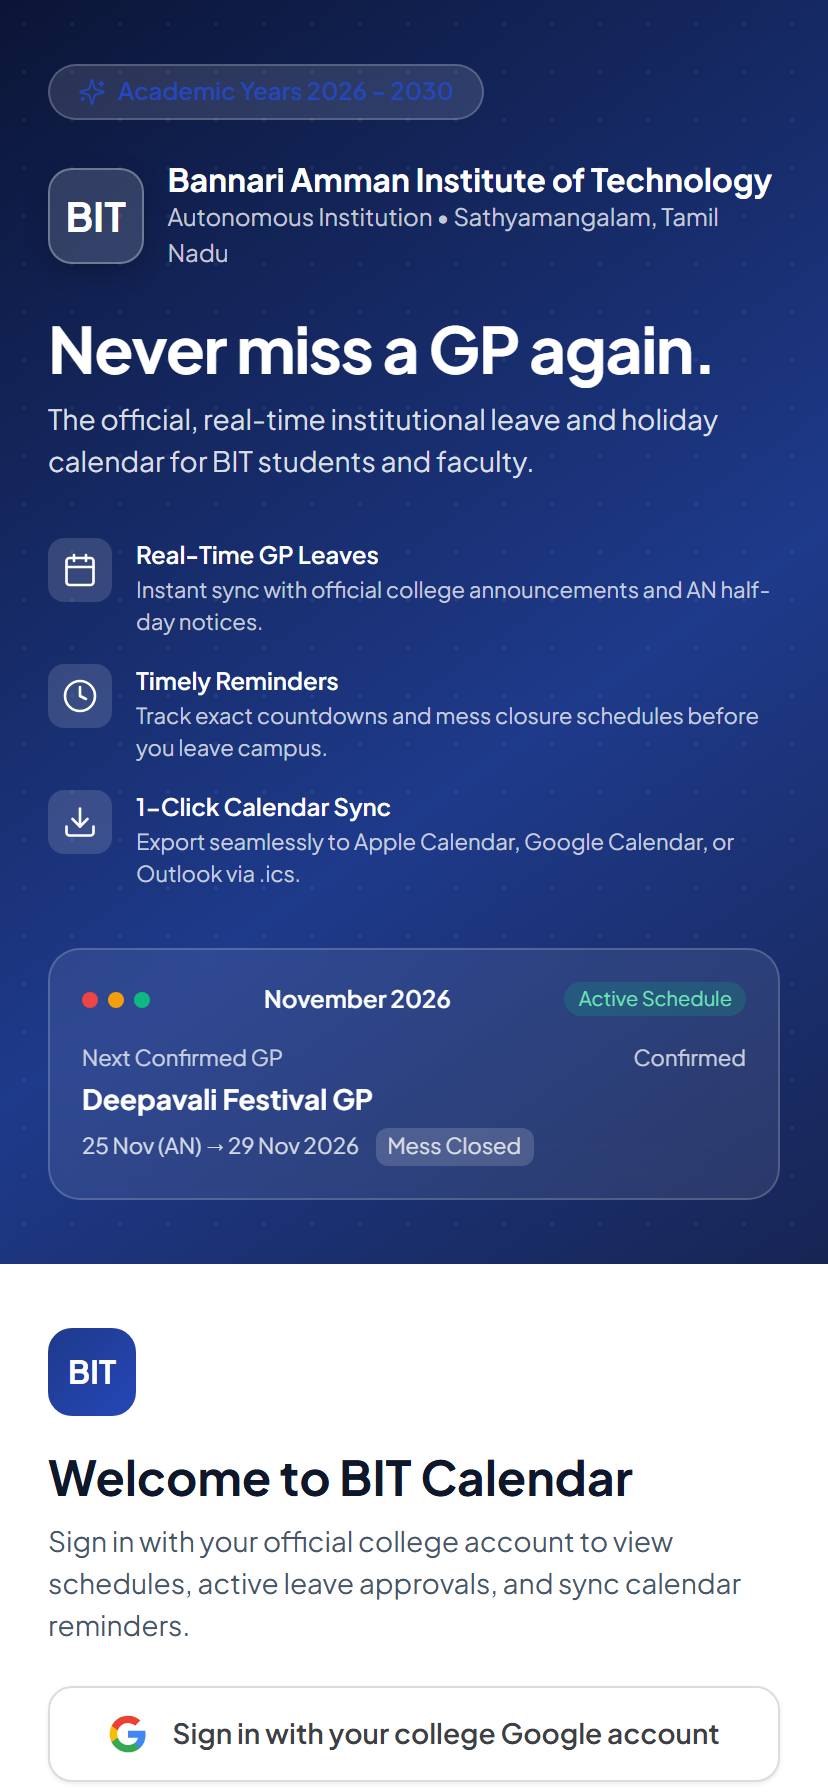 Academic Years 2026 – 2030
BIT
Bannari Amman Institute of Technology
Autonomous Institution • Sathyamangalam, Tamil
Nadu
Never miss a GP again.
The official, real-time institutional leave and holiday
calendar for BIT students and faculty.
Real-Time GP Leaves
Instant sync with official college announcements and AN half-
day notices.
Timely Reminders
Track exact countdowns and mess closure schedules before
you leave campus.
1-Click Calendar Sync
Export seamlessly to Apple Calendar, Google Calendar, or
Outlook via .ics.
November 2026
Active Schedule
Next Confirmed GP
Confirmed
Deepavali Festival GP
25 Nov (AN) → 29 Nov 2026
Mess Closed
BIT
Welcome to BIT Calendar
Sign in with your official college account to view
schedules, active leave approvals, and sync calendar
reminders.
Sign in with your college Google account